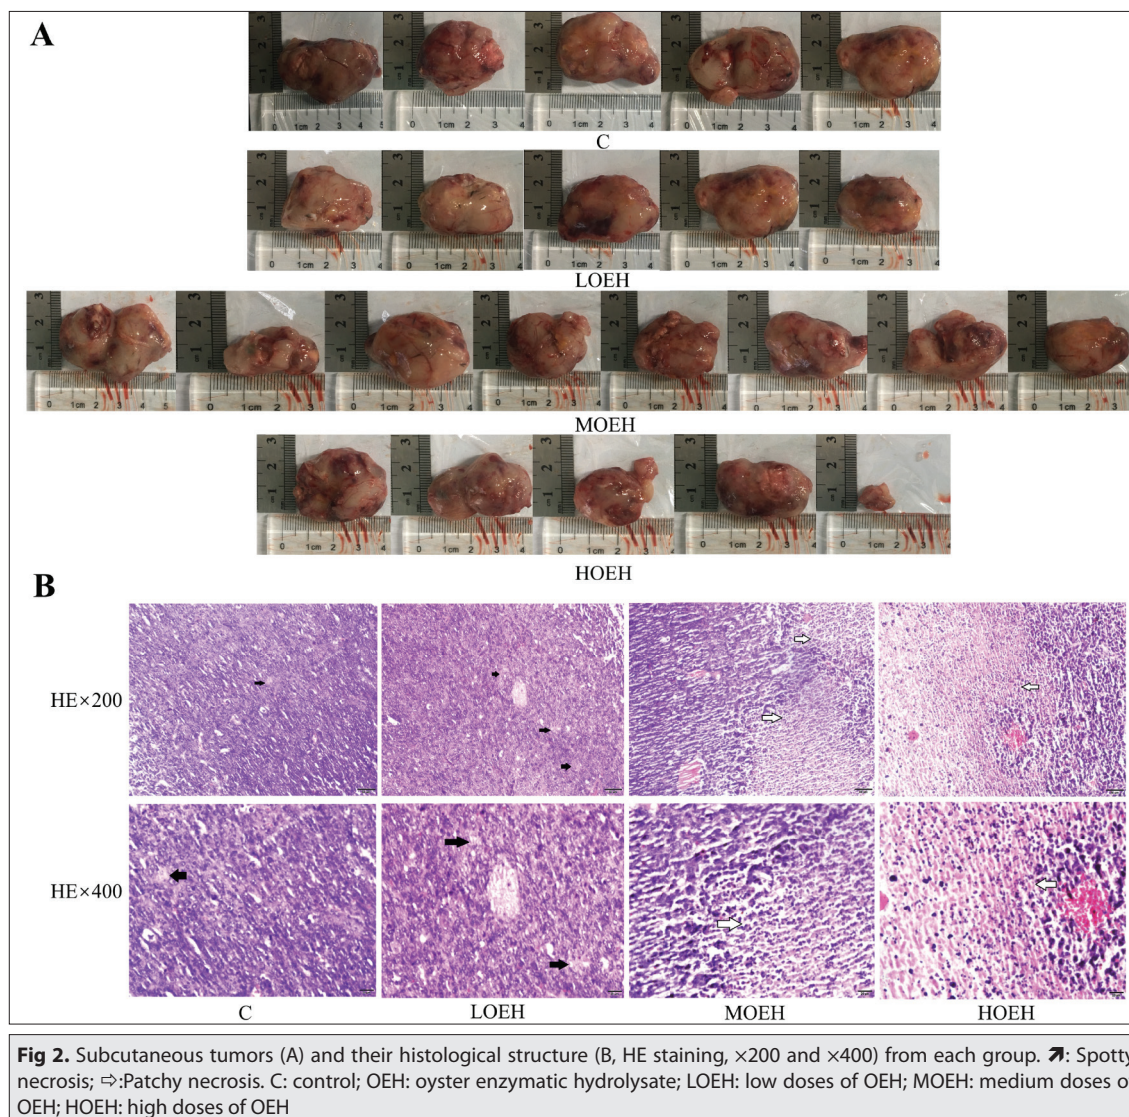 A
C
LOEH
MOEH
HOEH
B
HE×200
HE×400
C LOEH MOEH HOEH
Fig 2. Subcutaneous tumors (A) and their histological structure (B, HE staining, ×200 and ×400) from each group. ⬈: Spotty
necrosis; ⇨:Patchy necrosis. C: control; OEH: oyster enzymatic hydrolysate; LOEH: low doses of OEH; MOEH: medium doses o
OEH; HOEH: high doses of OEH